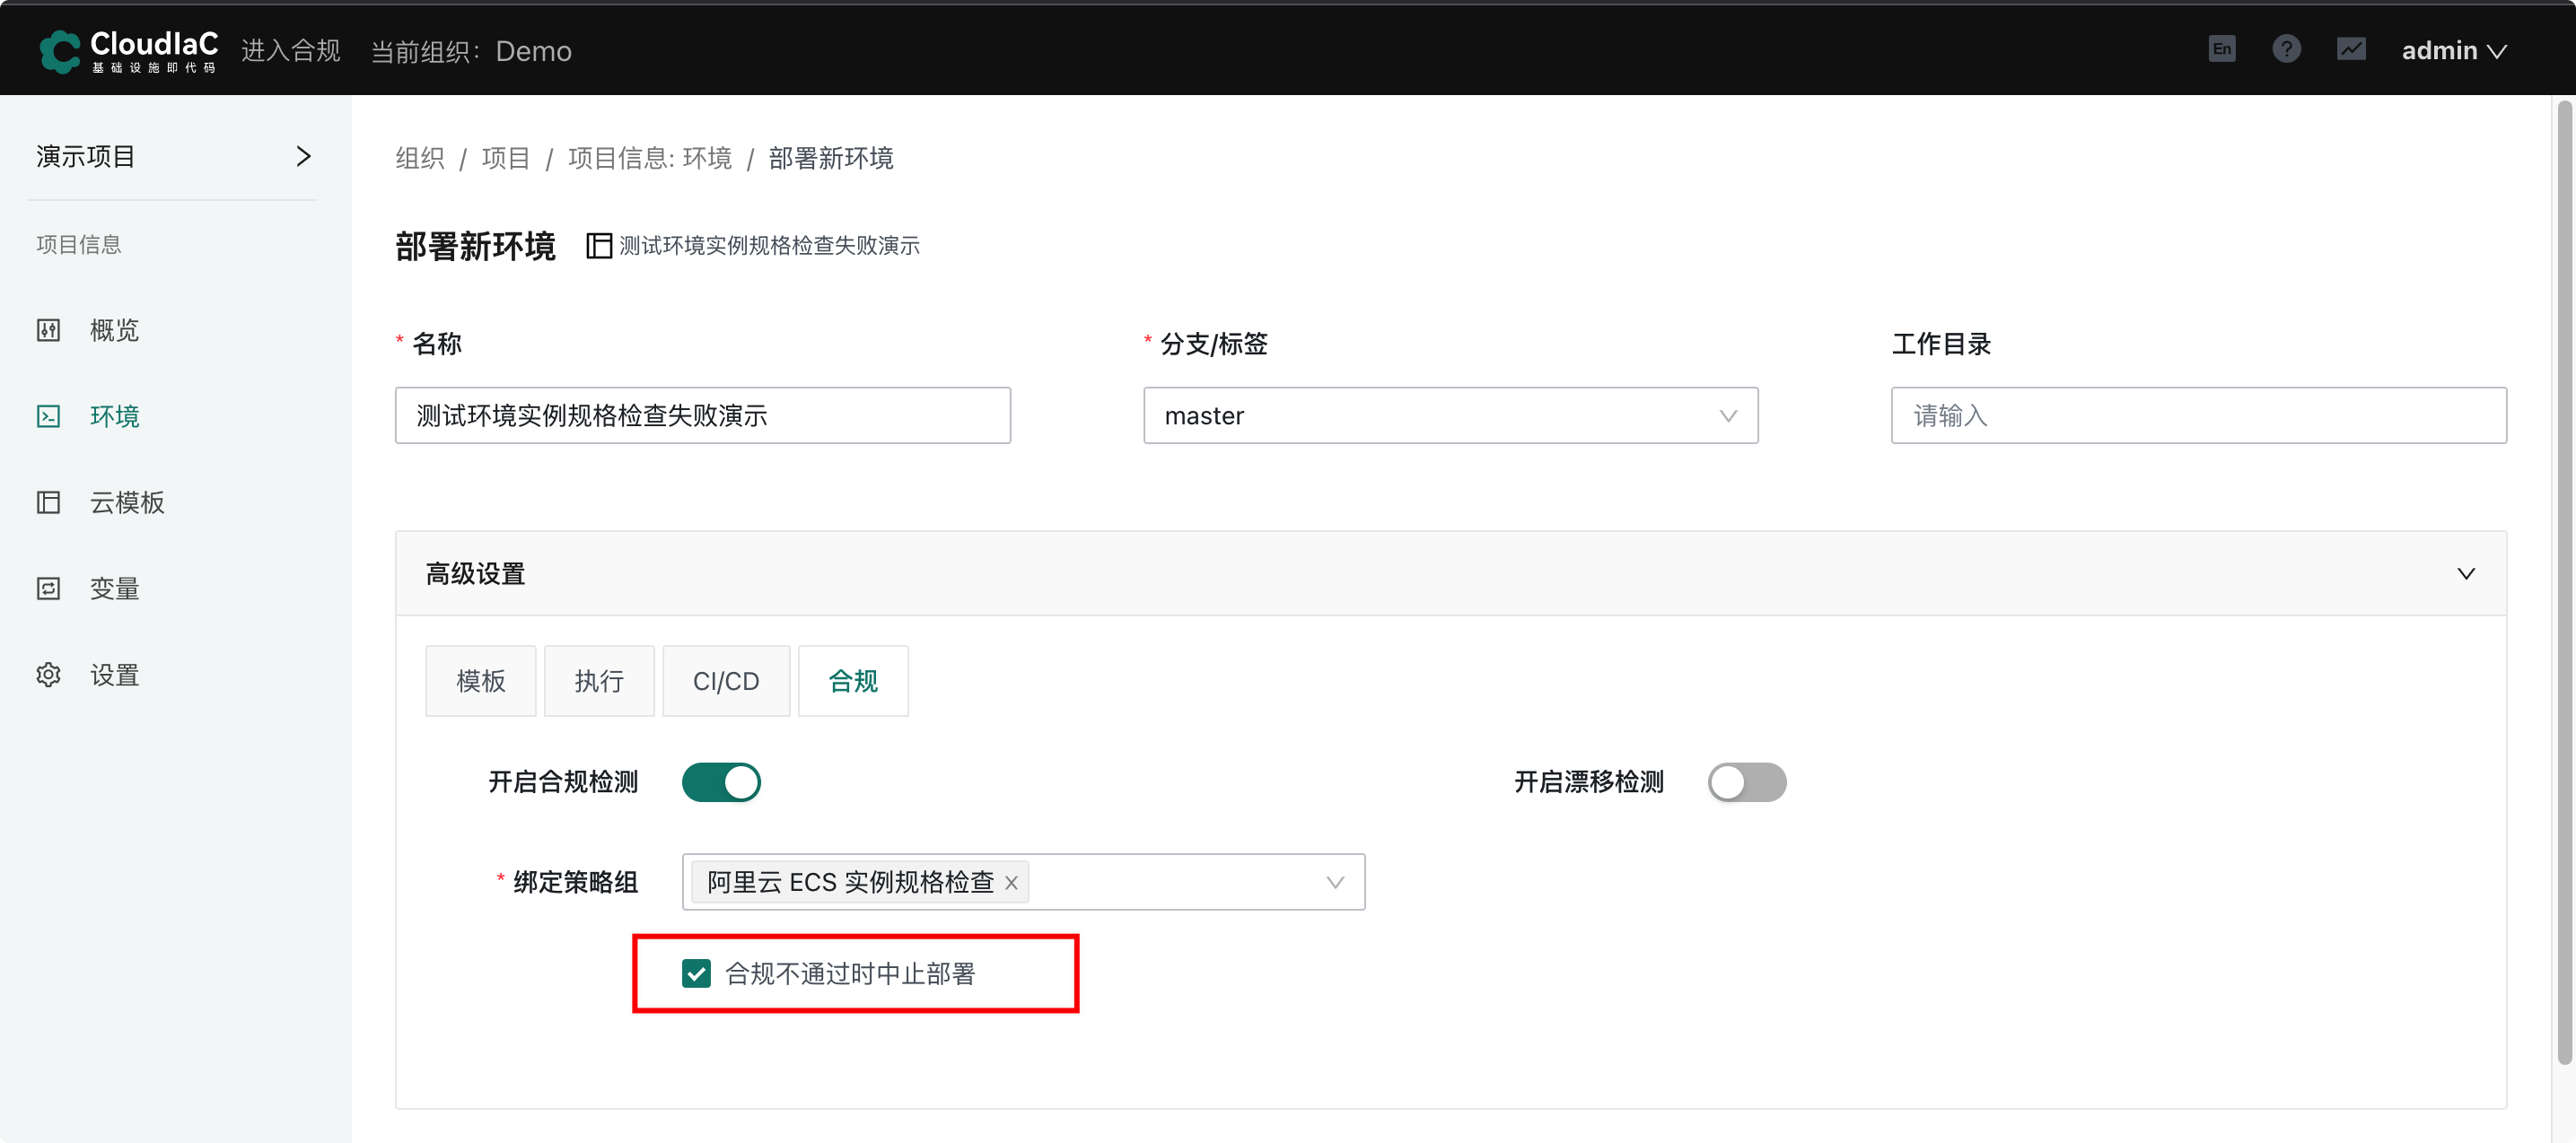 CloudIaC
基础设施即代码
进入合规
当前组织: Demo
En
admin
演示项目
项目信息
概览
环境
云模板
变量
设置
组织 / 项目 / 项目信息: 环境 / 部署新环境
部署新环境 测试环境实例规格检查失败演示
* 名称
测试环境实例规格检查失败演示
* 分支/标签
master
工作目录
请输入
高级设置
模板 执行 CI/CD 合规
开启合规检测
开启漂移检测
* 绑定策略组 阿里云 ECS 实例规格检查
合规不通过时中止部署